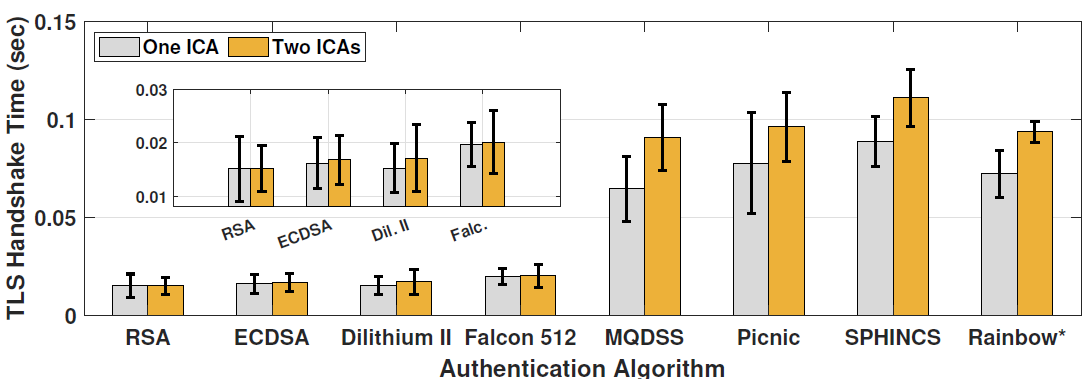 TLS Handshake Time (sec)
0.15
0.1
0.05
0
One ICA Two ICAs
0.03
0.02
0.01
RSA ECDSA Dil. II Falc.
RSA ECDSA Dilithium II Falcon 512 MQDSS Picnic SPHINCS Rainbow*
Authentication Algorithm